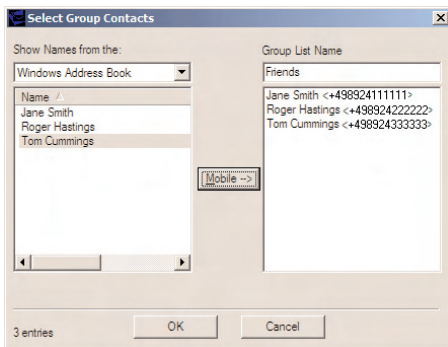 Select Group Contacts
Show Names from the:
Windows Address Book
Name
Jane Smith
Roger Hastings
Tom Cummings
Mobile -->
Group List Name
Friends
Jane Smith <+498924111111>
Roger Hastings <+498924222222>
Tom Cummings <+498924333333>
3 entries
OK
Cancel